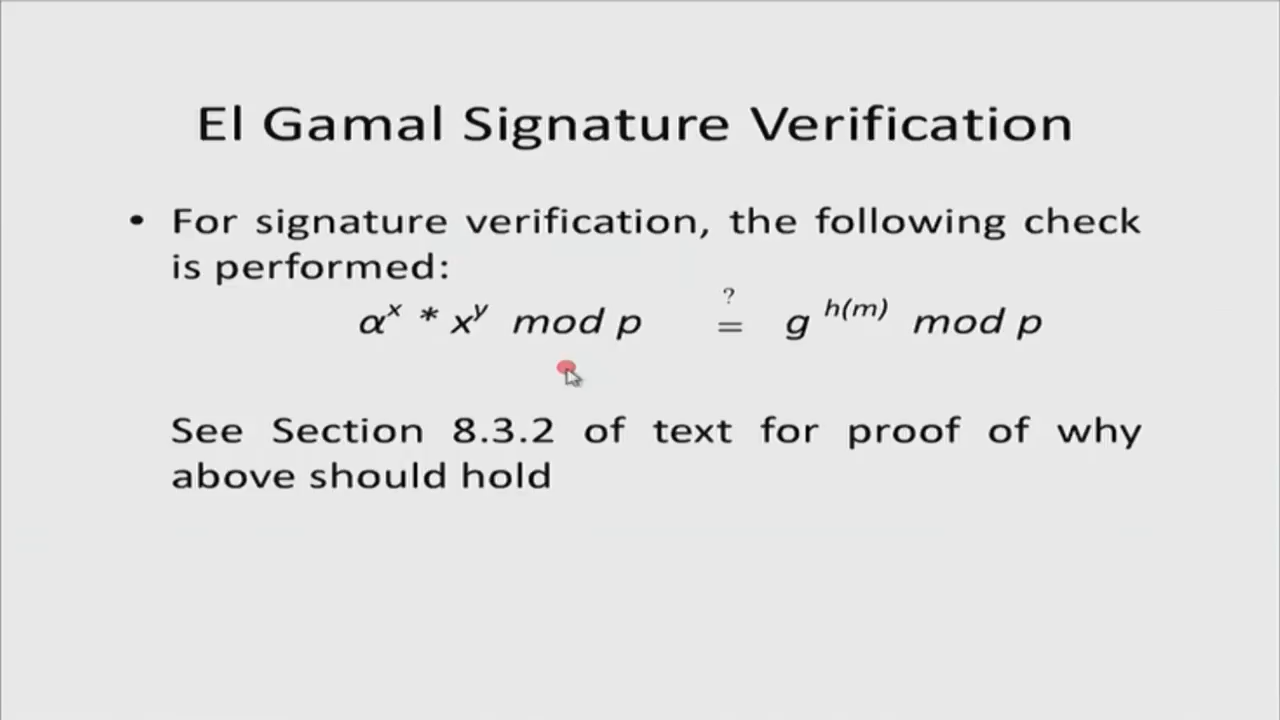 El Gamal Signature Verification
• For signature verification, the following check
is performed:
αˣ * xʸ mod p ?= g ʰ⁽ᵐ⁾ mod p
See Section 8.3.2 of text for proof of why
above should hold